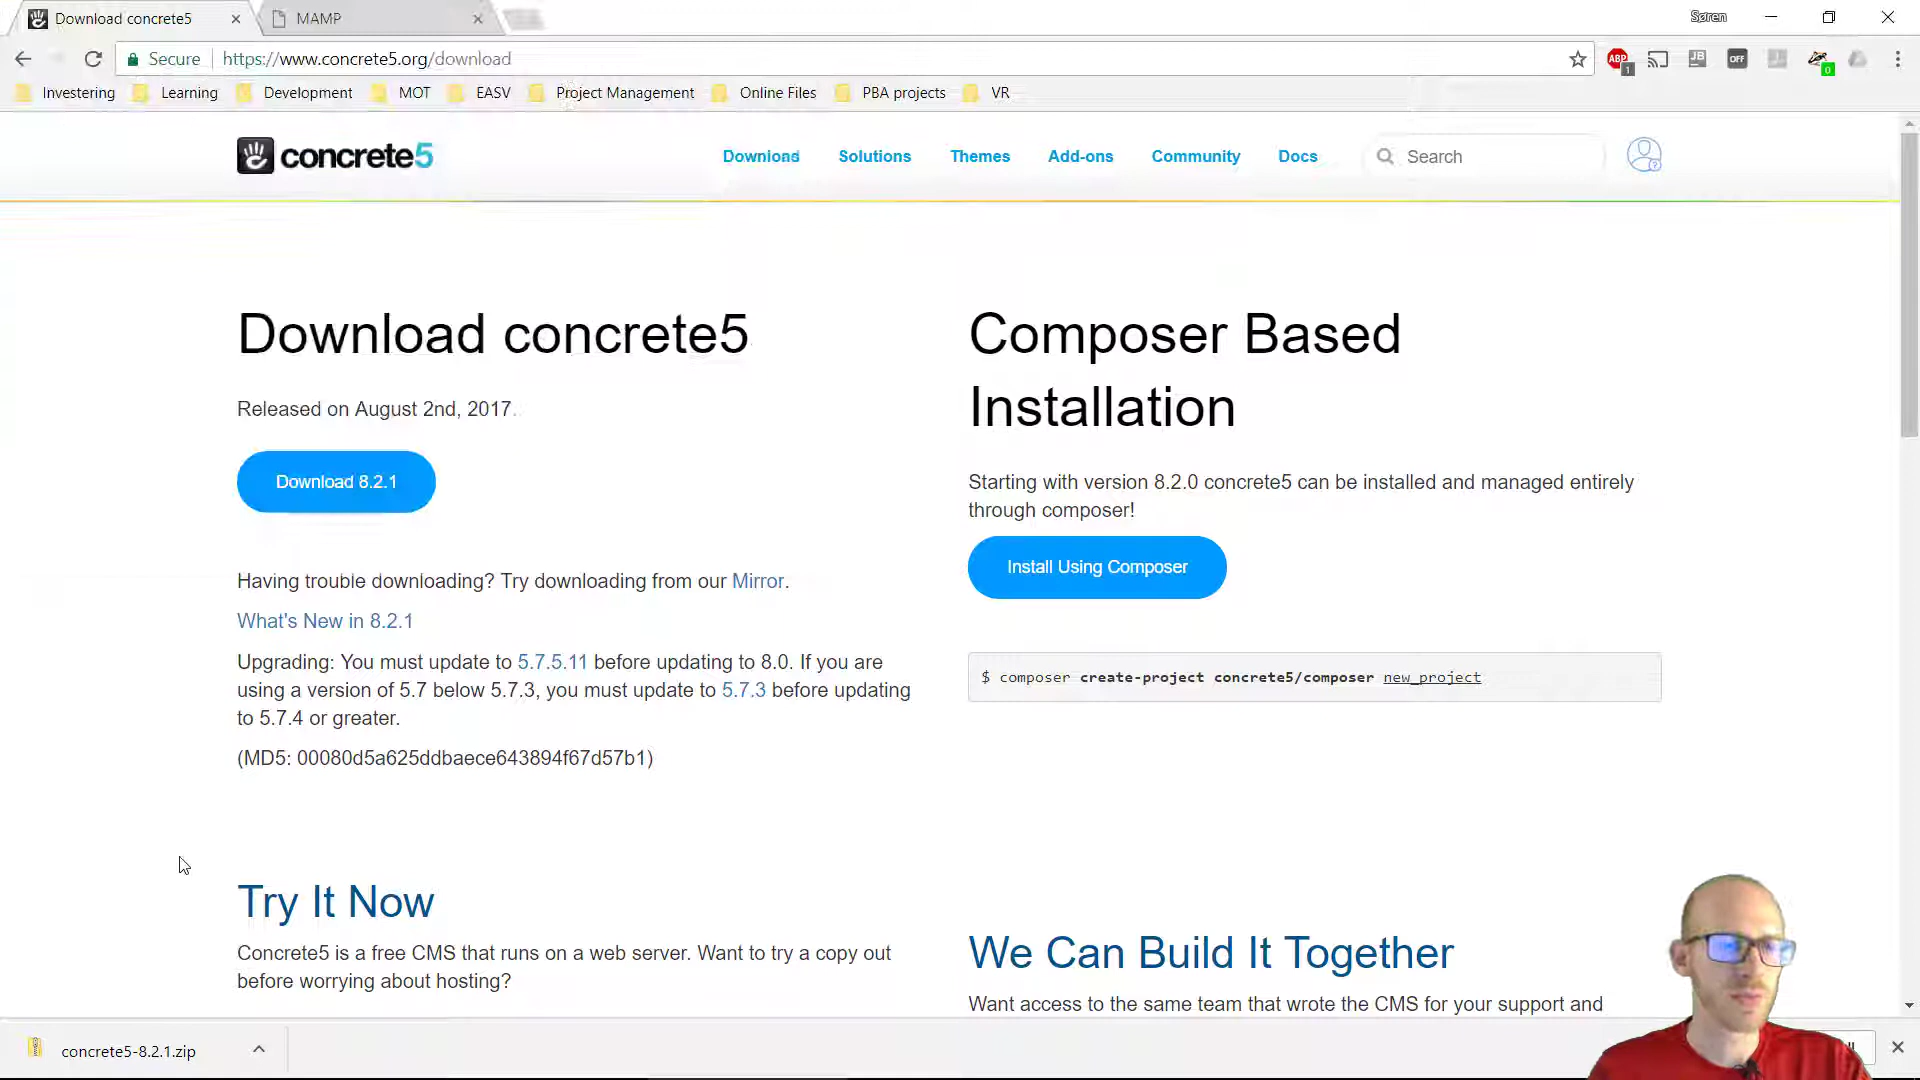 Download concrete5
MAMP
Søren
Secure
https://www.concrete5.org/download
ABP
1
JB
OFF
0
Investering
Learning
Development
MOT
EASV
Project Management
Online Files
PBA projects
VR
concrete5
Download
Solutions
Themes
Add-ons
Community
Docs
Search
Download concrete5
Released on August 2nd, 2017.
Download 8.2.1
Having trouble downloading? Try downloading from our Mirror.
What's New in 8.2.1
Upgrading: You must update to 5.7.5.11 before updating to 8.0. If you are
using a version of 5.7 below 5.7.3, you must update to 5.7.3 before updating
to 5.7.4 or greater.
(MD5: 00080d5a625ddbaece643894f67d57b1)
Composer Based
Installation
Starting with version 8.2.0 concrete5 can be installed and managed entirely
through composer!
Install Using Composer
$ composer create-project concrete5/composer new_project
Try It Now
Concrete5 is a free CMS that runs on a web server. Want to try a copy out
before worrying about hosting?
We Can Build It Together
Want access to the same team that wrote the CMS for your support and
concrete5-8.2.1.zip